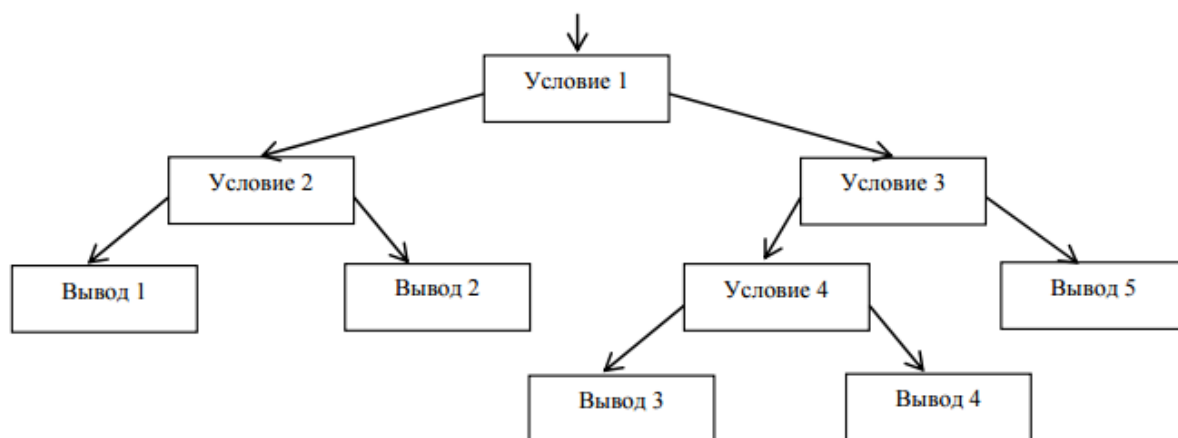 Условие 1
Условие 2
Условие 3
Вывод 1
Вывод 2
Условие 4
Вывод 5
Вывод 3
Вывод 4